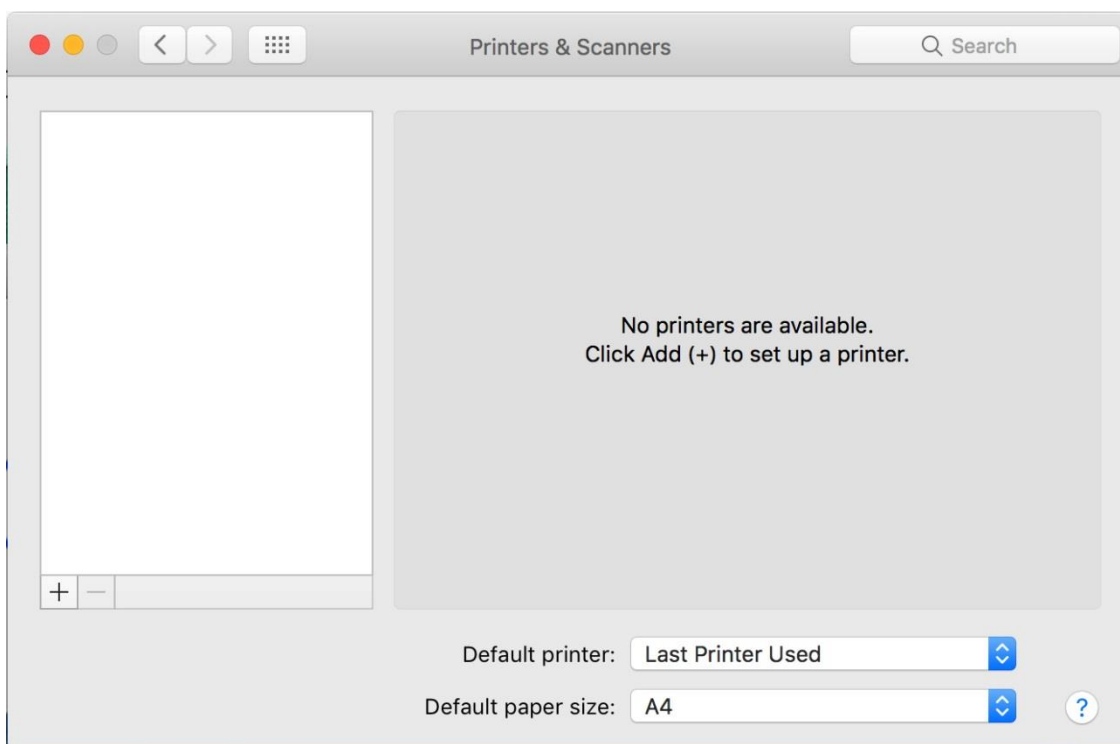 Printers & Scanners
Search
No printers are available.
Click Add (+) to set up a printer.
+ −
Default printer: Last Printer Used
Default paper size: A4
?